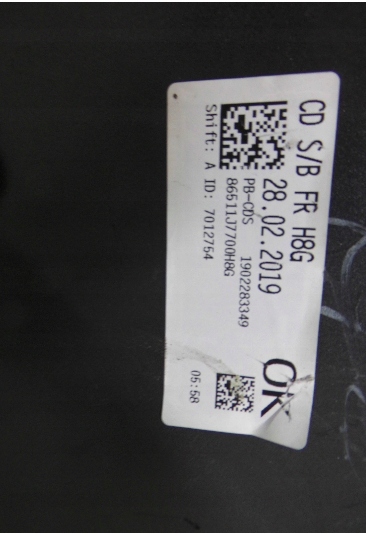 CD S/B FR H8G
28.02.2019 OK
PB-CDS 1902283349
86511J7700H8G
Shift: A ID: 7012754 05:58